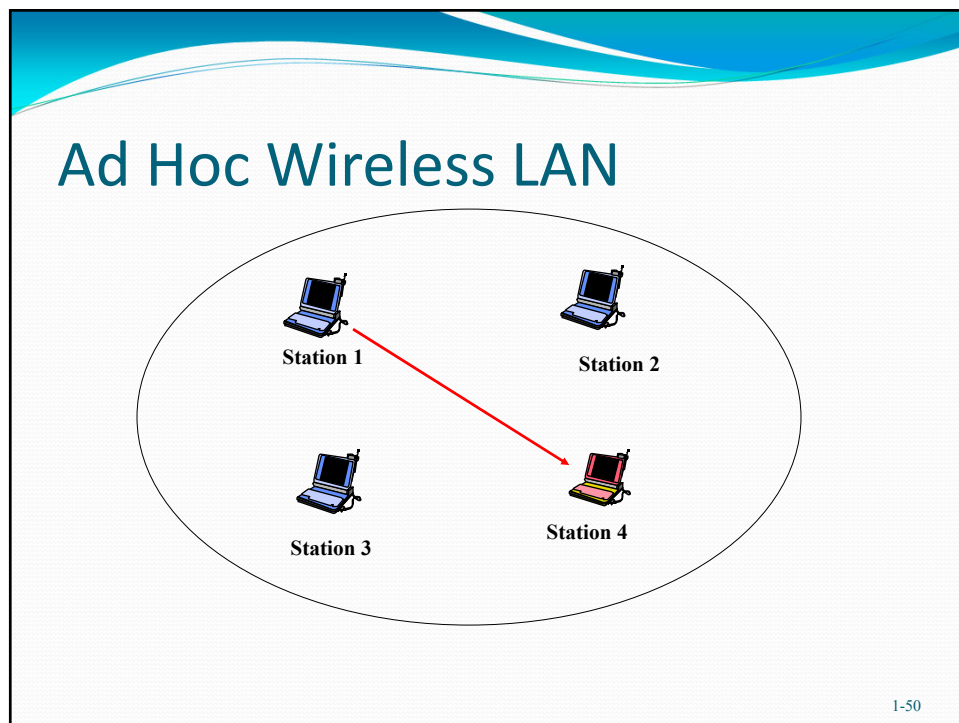 Ad Hoc Wireless LAN
Station 1
Station 2
Station 3
Station 4
1-50